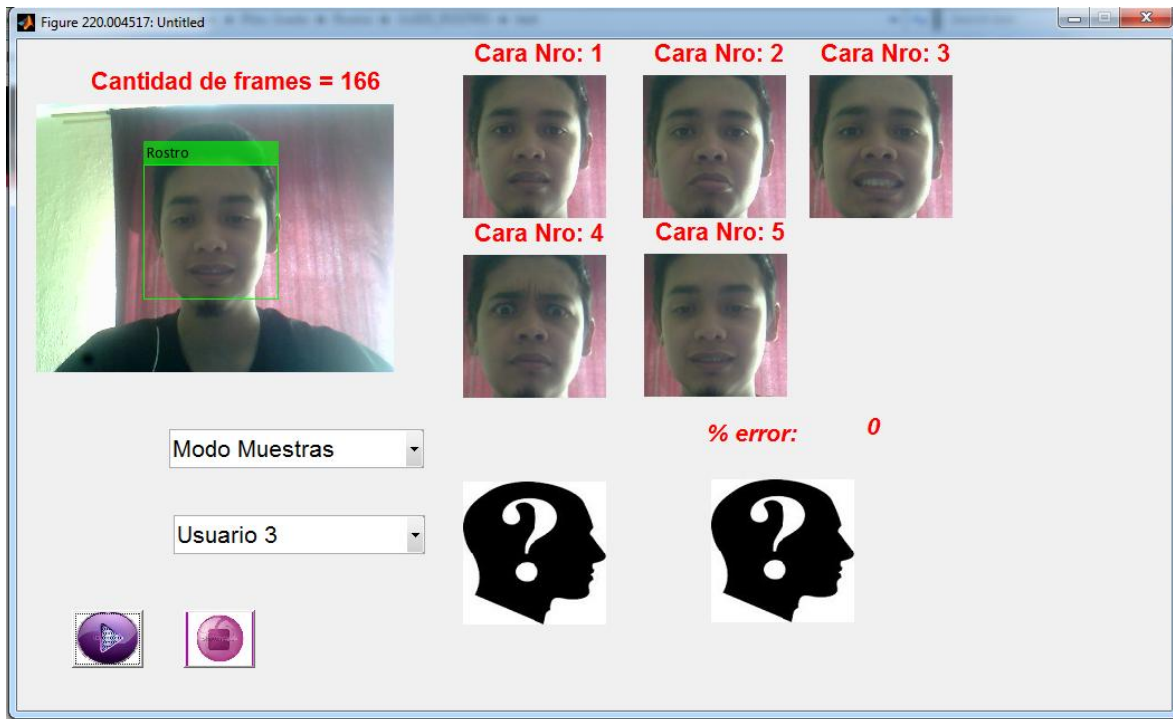 Figure 220.004517: Untitled
Cantidad de frames = 166
Rostro
Cara Nro: 1
Cara Nro: 2
Cara Nro: 3
Cara Nro: 4
Cara Nro: 5
% error:
0
Modo Muestras
Usuario 3